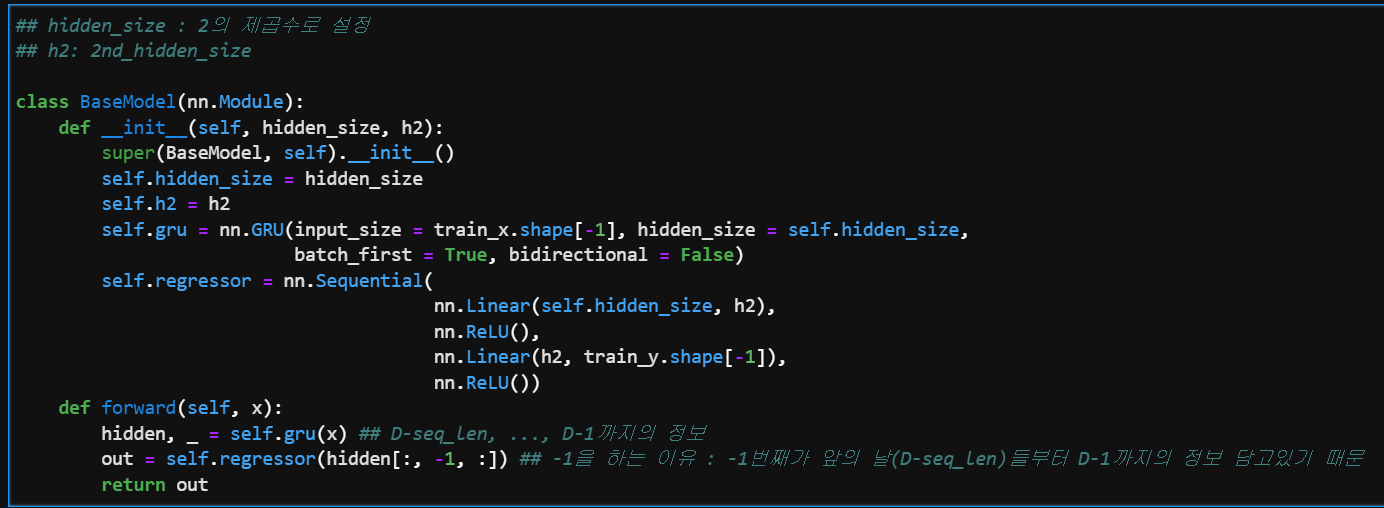 ## hidden_size : 2의 제곱수로 설정
## h2: 2nd_hidden_size
class BaseModel(nn.Module):
    def __init__(self, hidden_size, h2):
        super(BaseModel, self).__init__()
        self.hidden_size = hidden_size
        self.h2 = h2
        self.gru = nn.GRU(input_size = train_x.shape[-1], hidden_size = self.hidden_size,
                          batch_first = True, bidirectional = False)
        self.regressor = nn.Sequential(
                                       nn.Linear(self.hidden_size, h2),
                                       nn.ReLU(),
                                       nn.Linear(h2, train_y.shape[-1]),
                                       nn.ReLU())
    def forward(self, x):
        hidden, _ = self.gru(x) ## D-seq_len, ..., D-1까지의 정보
        out = self.regressor(hidden[:, -1, :]) ## -1을 하는 이유 : -1번째가 앞의 날(D-seq_len)들부터 D-1까지의 정보 담고있기 때문
        return out